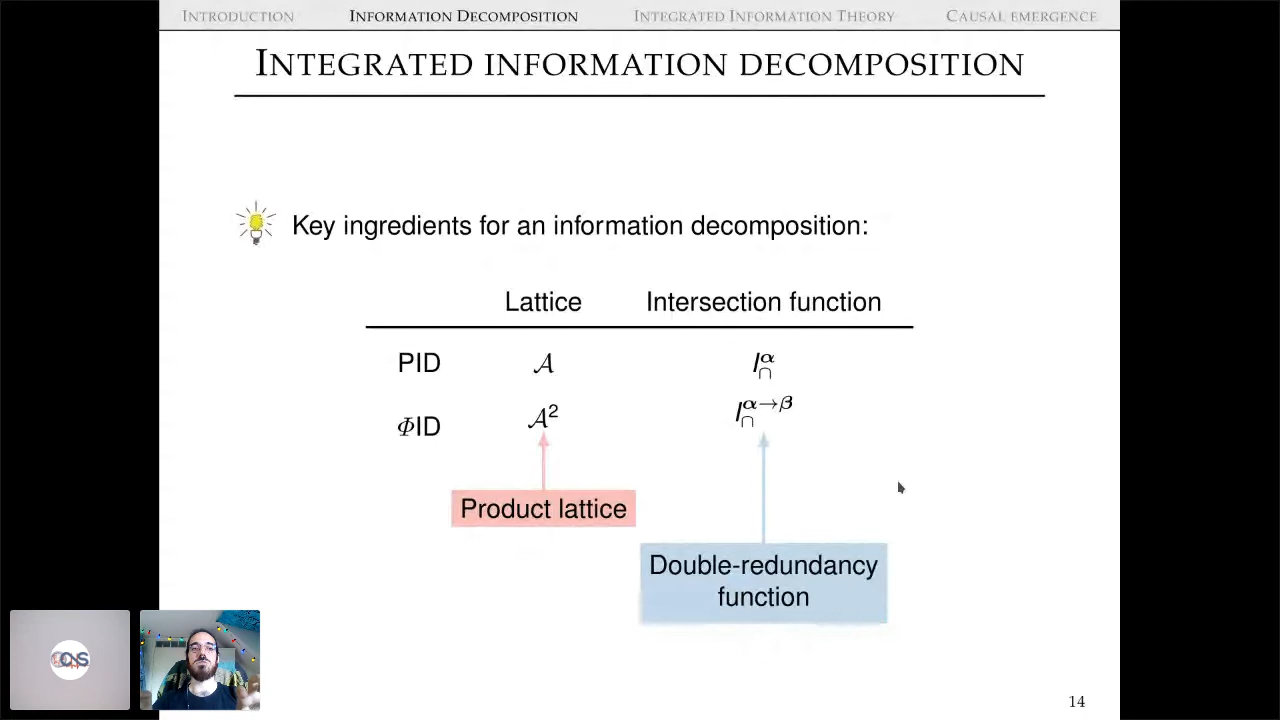 INTRODUCTION INFORMATION DECOMPOSITION INTEGRATED INFORMATION THEORY CAUSAL EMERGENCE
INTEGRATED INFORMATION DECOMPOSITION
Key ingredients for an information decomposition:
Lattice Intersection function
PID 𝒜 I∩^α
ΦID 𝒜² I∩^α→β
Product lattice
Double-redundancy
function
14